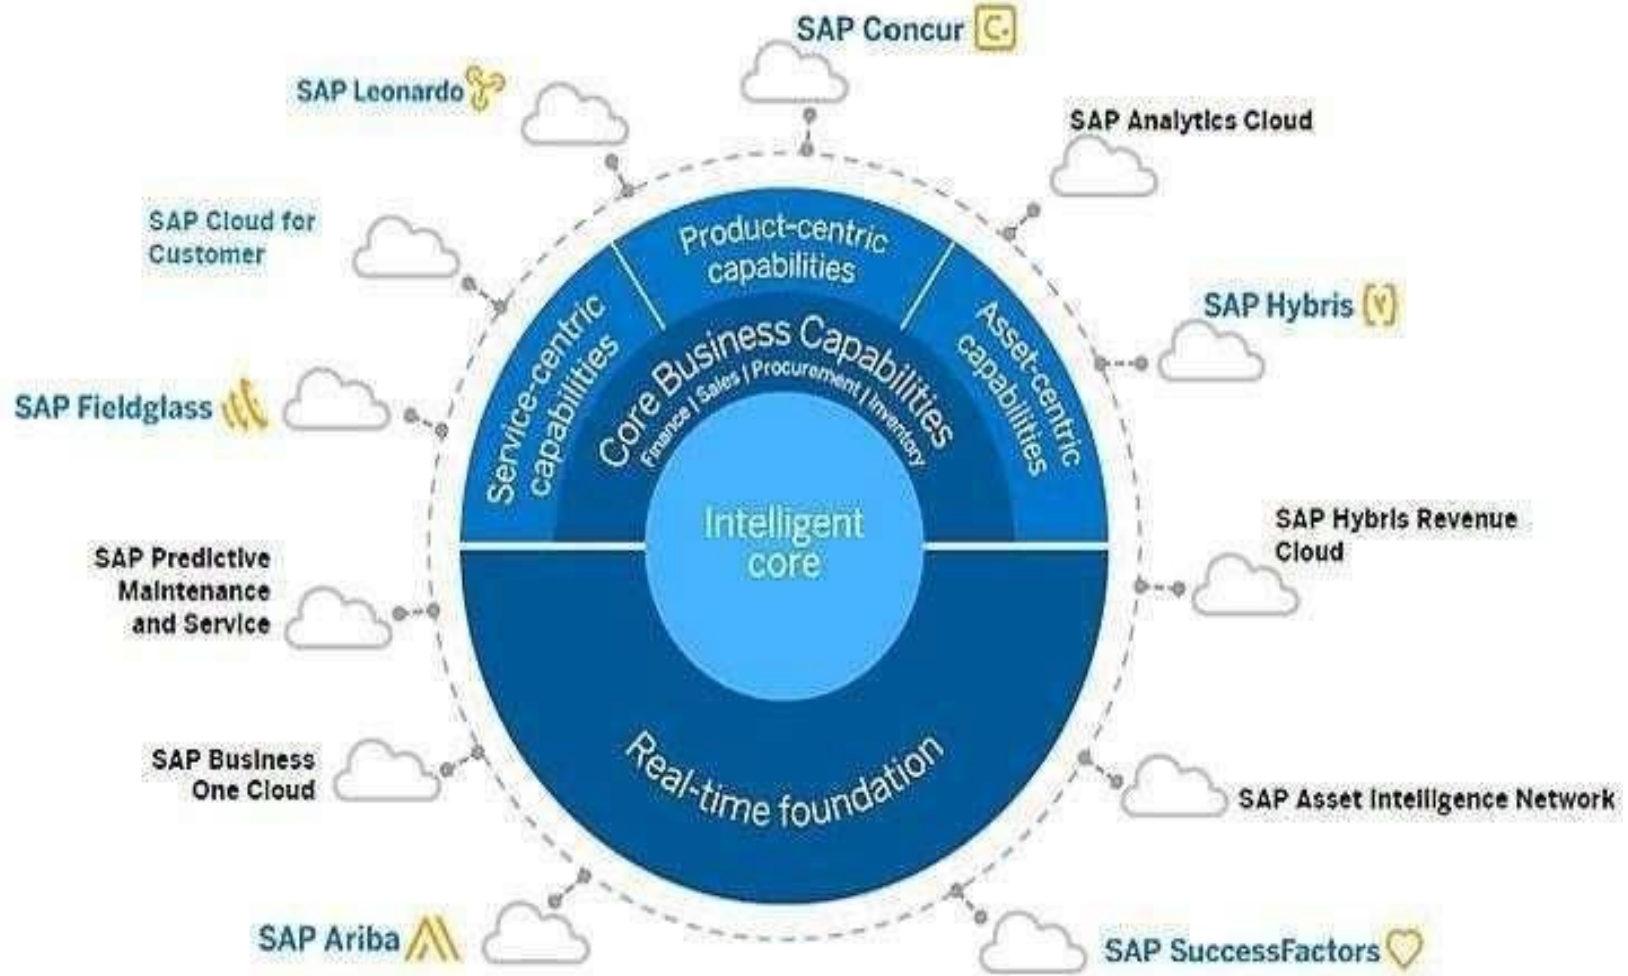 SAP Concur
SAP Leonardo
SAP Analytics Cloud
SAP Cloud for
Customer
SAP Hybris
SAP Fieldglass
SAP Hybris Revenue
Cloud
SAP Predictive
Maintenance
and Service
SAP Business
One Cloud
SAP Asset Intelligence Network
SAP Ariba
SAP SuccessFactors
Product-centric
capabilities
Service-centric
capabilities
Asset-centric
capabilities
Core Business Capabilities
Finance | Sales | Procurement | Inventory
Intelligent
core
Real-time foundation